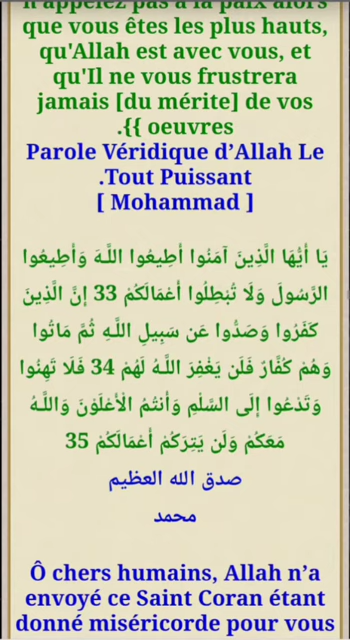 n'appelez pas à la paix alors
que vous êtes les plus hauts,
qu'Allah est avec vous, et
qu'Il ne vous frustrera
jamais [du mérite] de vos
.{{ oeuvres
Parole Véridique d’Allah Le
.Tout Puissant
[ Mohammad ]
يَا أَيُّهَا الَّذِينَ آمَنُوا أَطِيعُوا اللَّـهَ وَأَطِيعُوا
الرَّسُولَ وَلَا تُبْطِلُوا أَعْمَالَكُمْ 33 إِنَّ الَّذِينَ
كَفَرُوا وَصَدُّوا عَن سَبِيلِ اللَّـهِ ثُمَّ مَاتُوا
وَهُمْ كُفَّارٌ فَلَن يَغْفِرَ اللَّـهُ لَهُمْ 34 فَلَا تَهِنُوا
وَتَدْعُوا إِلَى السَّلْمِ وَأَنتُمُ الْأَعْلَوْنَ وَاللَّـهُ
مَعَكُمْ وَلَن يَتِرَكُمْ أَعْمَالَكُمْ 35
صدق الله العظيم
محمد
Ô chers humains, Allah n’a
envoyé ce Saint Coran étant
donné miséricorde pour vous